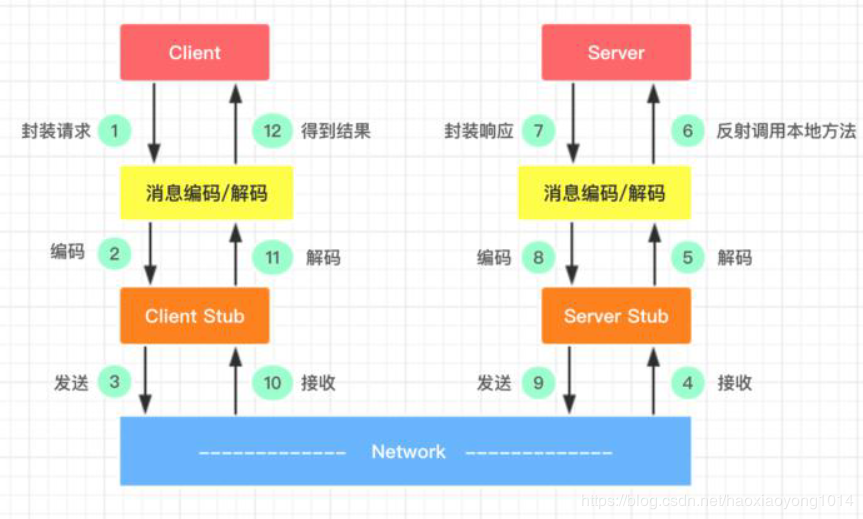 Client
Server
封装请求 1
12 得到结果
封装响应 7
6 反射调用本地方法
消息编码/解码
消息编码/解码
编码 2
11 解码
编码 8
5 解码
Client Stub
Server Stub
发送 3
10 接收
发送 9
4 接收
Network
https://blog.csdn.net/haoxiaoyong1014